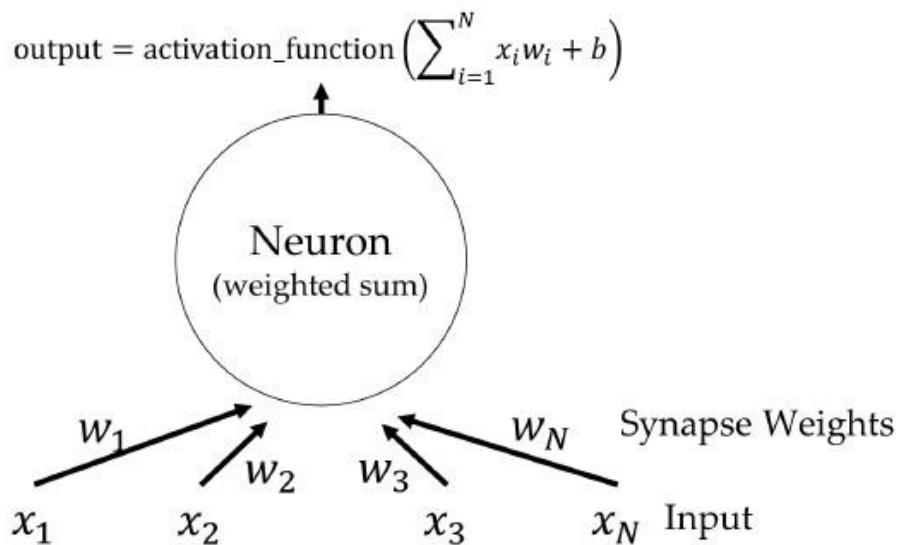 output = activation_function(∑_{i=1}^{N} x_i w_i + b)
Neuron
(weighted sum)
w_1 w_2 w_3 w_N Synapse Weights
x_1 x_2 x_3 x_N Input